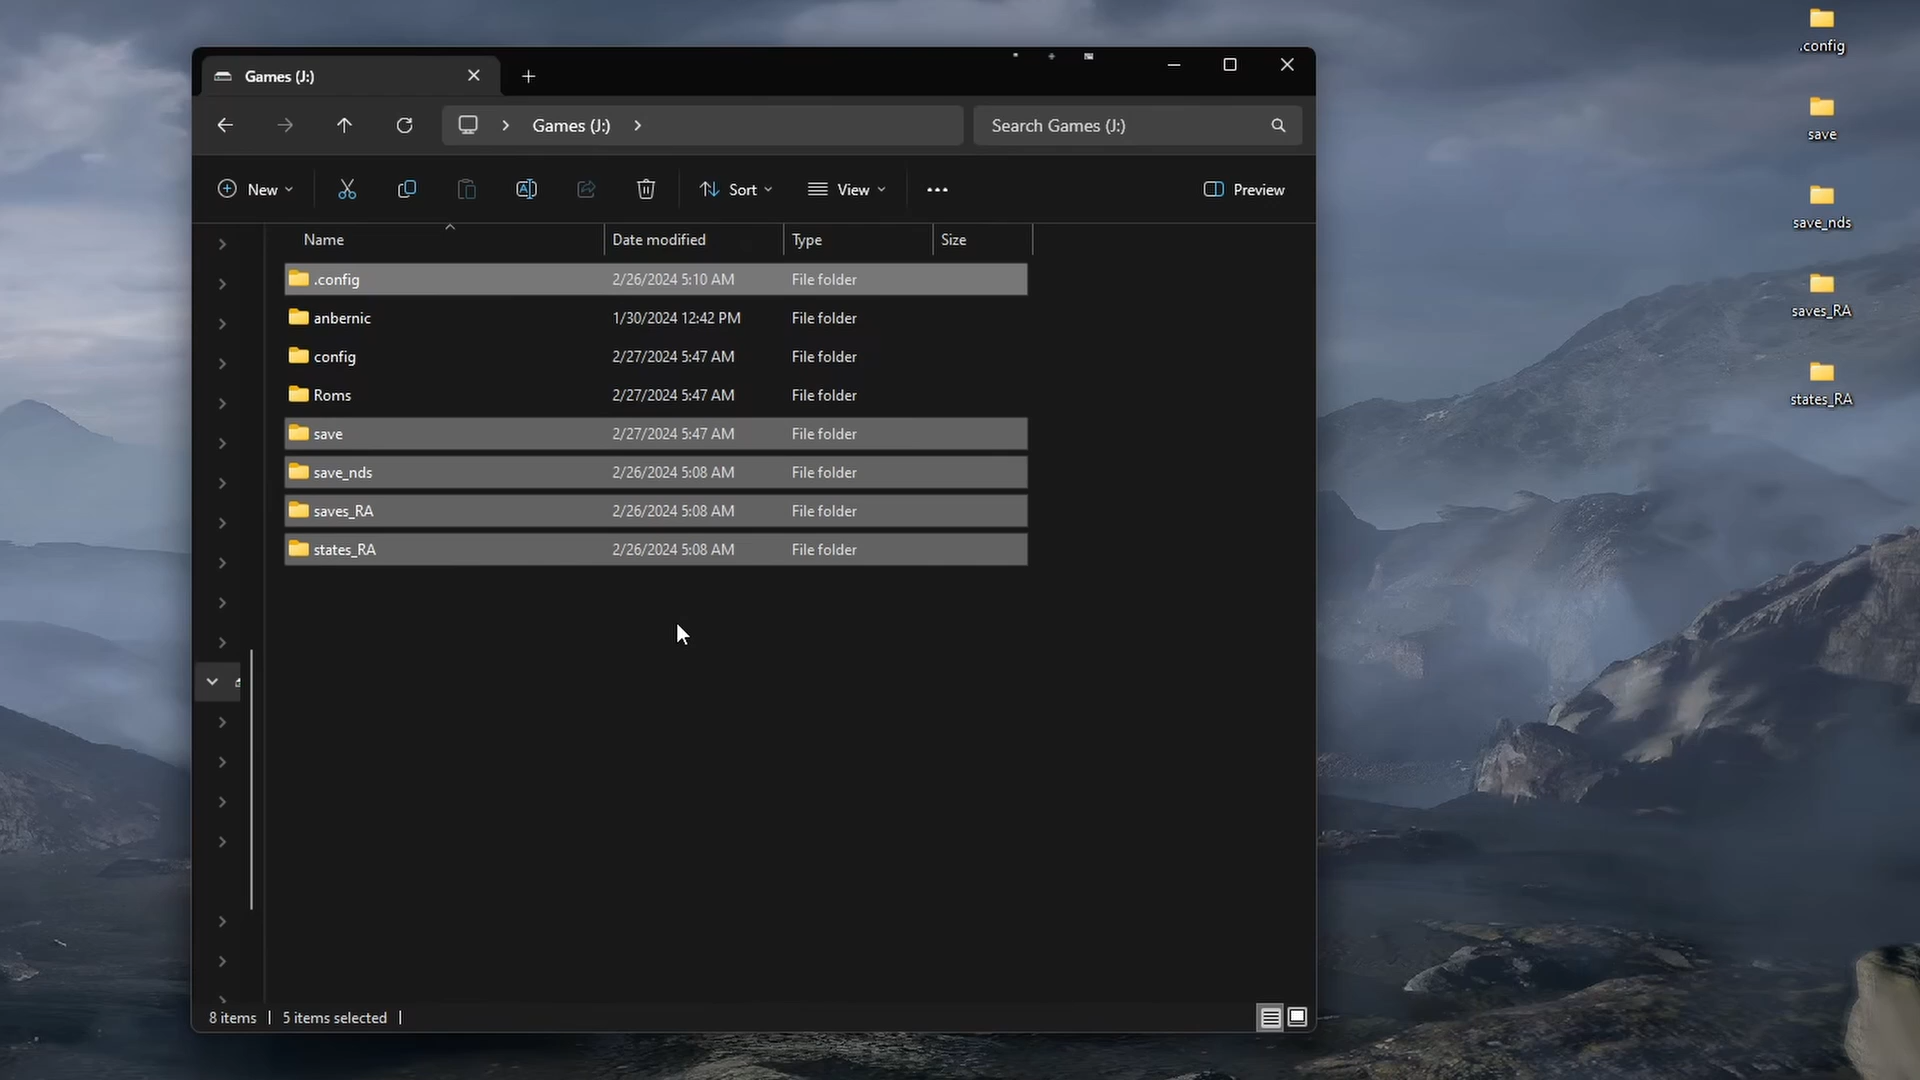 Games (J:)
Games (J:)
Search Games (J:)
New
Sort
View
Preview
Name Date modified Type Size
.config 2/26/2024 5:10 AM File folder
anbernic 1/30/2024 12:42 PM File folder
config 2/27/2024 5:47 AM File folder
Roms 2/27/2024 5:47 AM File folder
save 2/27/2024 5:47 AM File folder
save_nds 2/26/2024 5:08 AM File folder
saves_RA 2/26/2024 5:08 AM File folder
states_RA 2/26/2024 5:08 AM File folder
8 items 5 items selected
.config
save
save_nds
saves_RA
states_RA